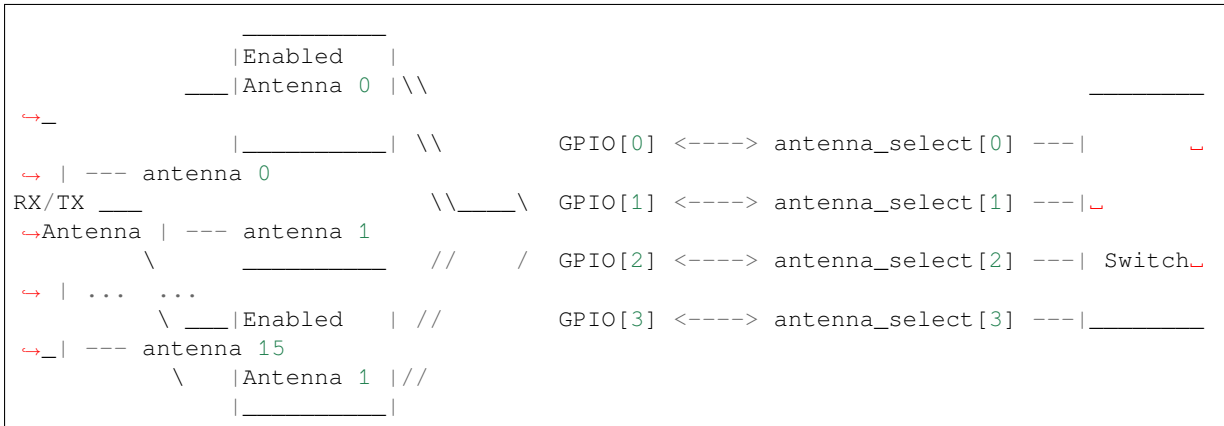 __________
|Enabled   |
___|Antenna 0 |\\                                              ________
↪_
|__________| \\        GPIO[0] <----> antenna_select[0] ---|       ␣
↪ | --- antenna 0
RX/TX ___                    \\____\  GPIO[1] <----> antenna_select[1] ---|␣
↪Antenna | --- antenna 1
\      __________   //    /  GPIO[2] <----> antenna_select[2] ---| Switch␣
↪ | ...  ...
\ ___|Enabled   | //        GPIO[3] <----> antenna_select[3] ---|________
↪_| --- antenna 15
\   |Antenna 1 |//
|__________|